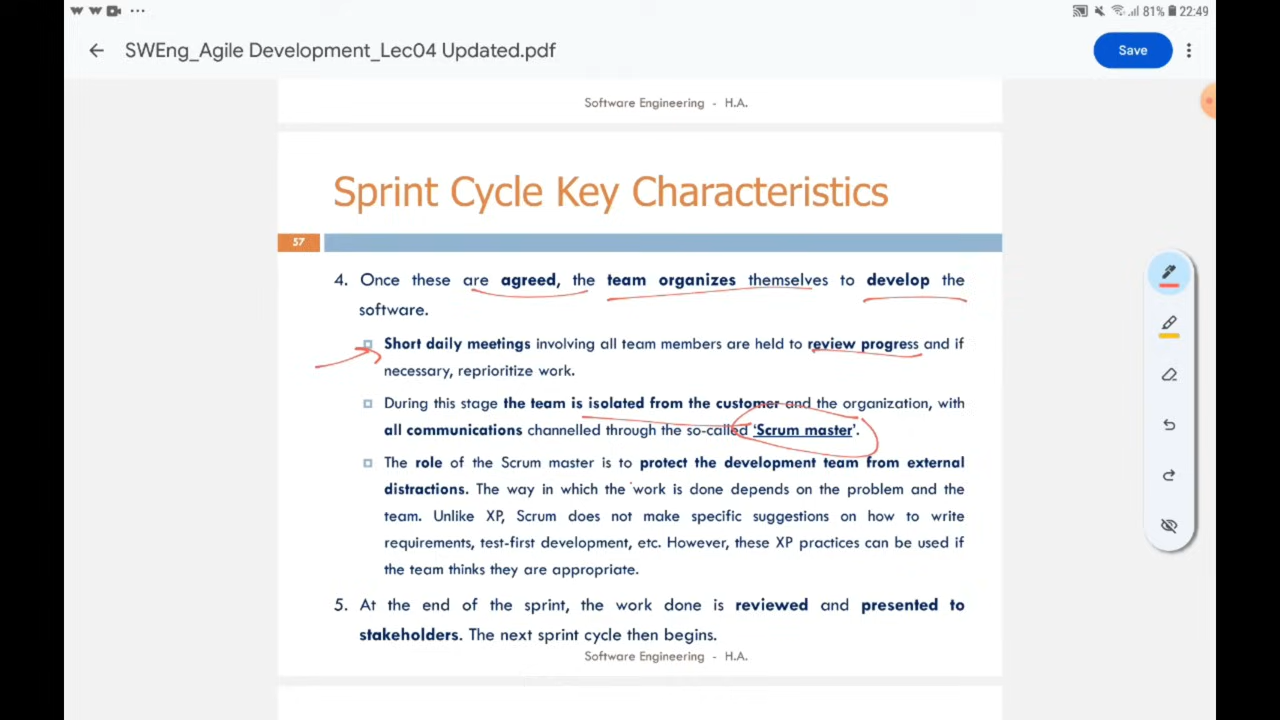 81% 22:49
SWEng_Agile Development_Lec04 Updated.pdf
Save
Software Engineering - H.A.
Sprint Cycle Key Characteristics
57
4. Once these are agreed, the team organizes themselves to develop the
software.
Short daily meetings involving all team members are held to review progress and if
necessary, reprioritize work.
During this stage the team is isolated from the customer and the organization, with
all communications channelled through the so-called 'Scrum master'.
The role of the Scrum master is to protect the development team from external
distractions. The way in which the work is done depends on the problem and the
team. Unlike XP, Scrum does not make specific suggestions on how to write
requirements, test-first development, etc. However, these XP practices can be used if
the team thinks they are appropriate.
5. At the end of the sprint, the work done is reviewed and presented to
stakeholders. The next sprint cycle then begins.
Software Engineering - H.A.